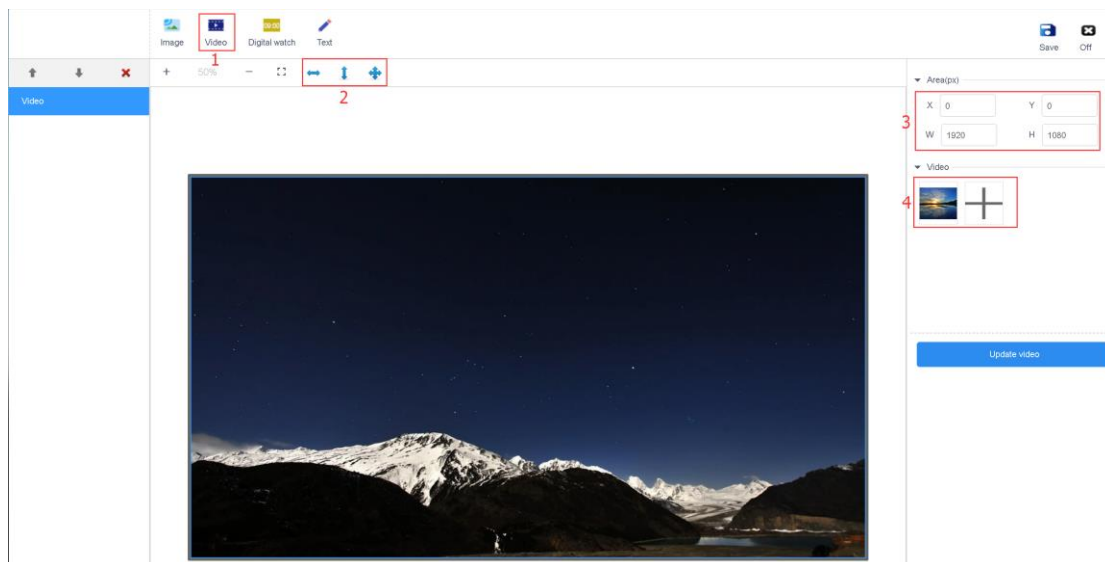 Image Video Digital watch 09:00 Text
Save Off
1
+ 50% −
2
Video
Area(px)
X 0 Y 0
3
W 1920 H 1080
Video
4
Update video